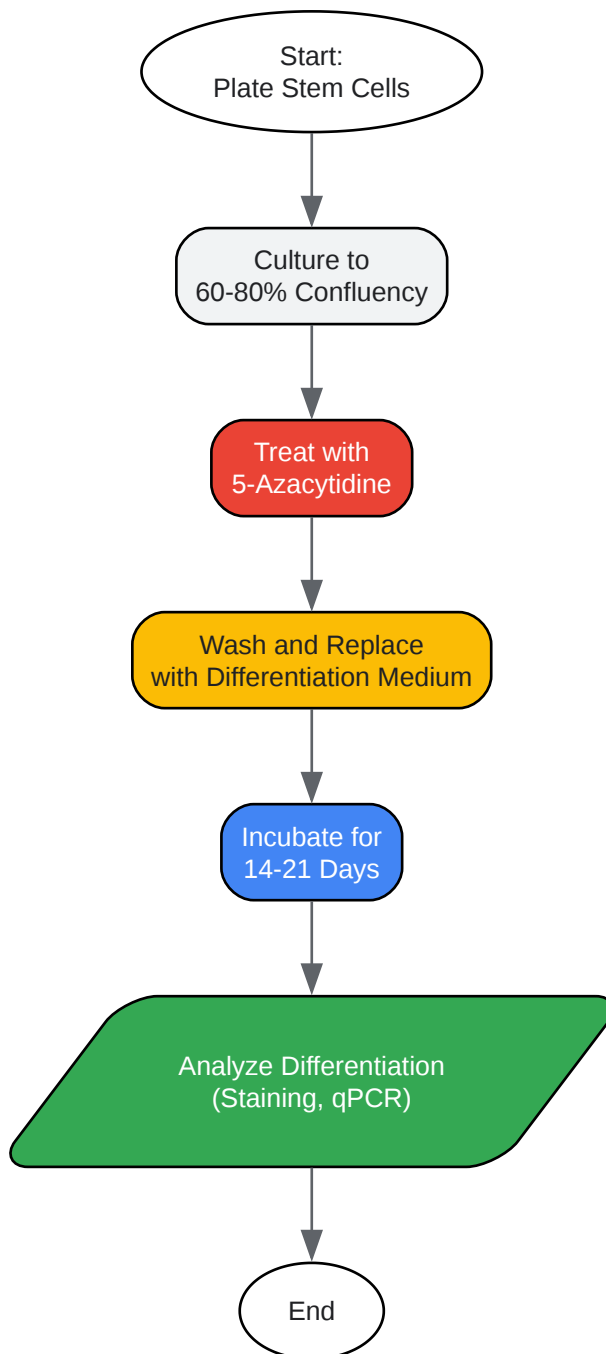 Start:
Plate Stem Cells
Culture to
60-80% Confluency
Treat with
5-Azacytidine
Wash and Replace
with Differentiation Medium
Incubate for
14-21 Days
Analyze Differentiation
(Staining, qPCR)
End